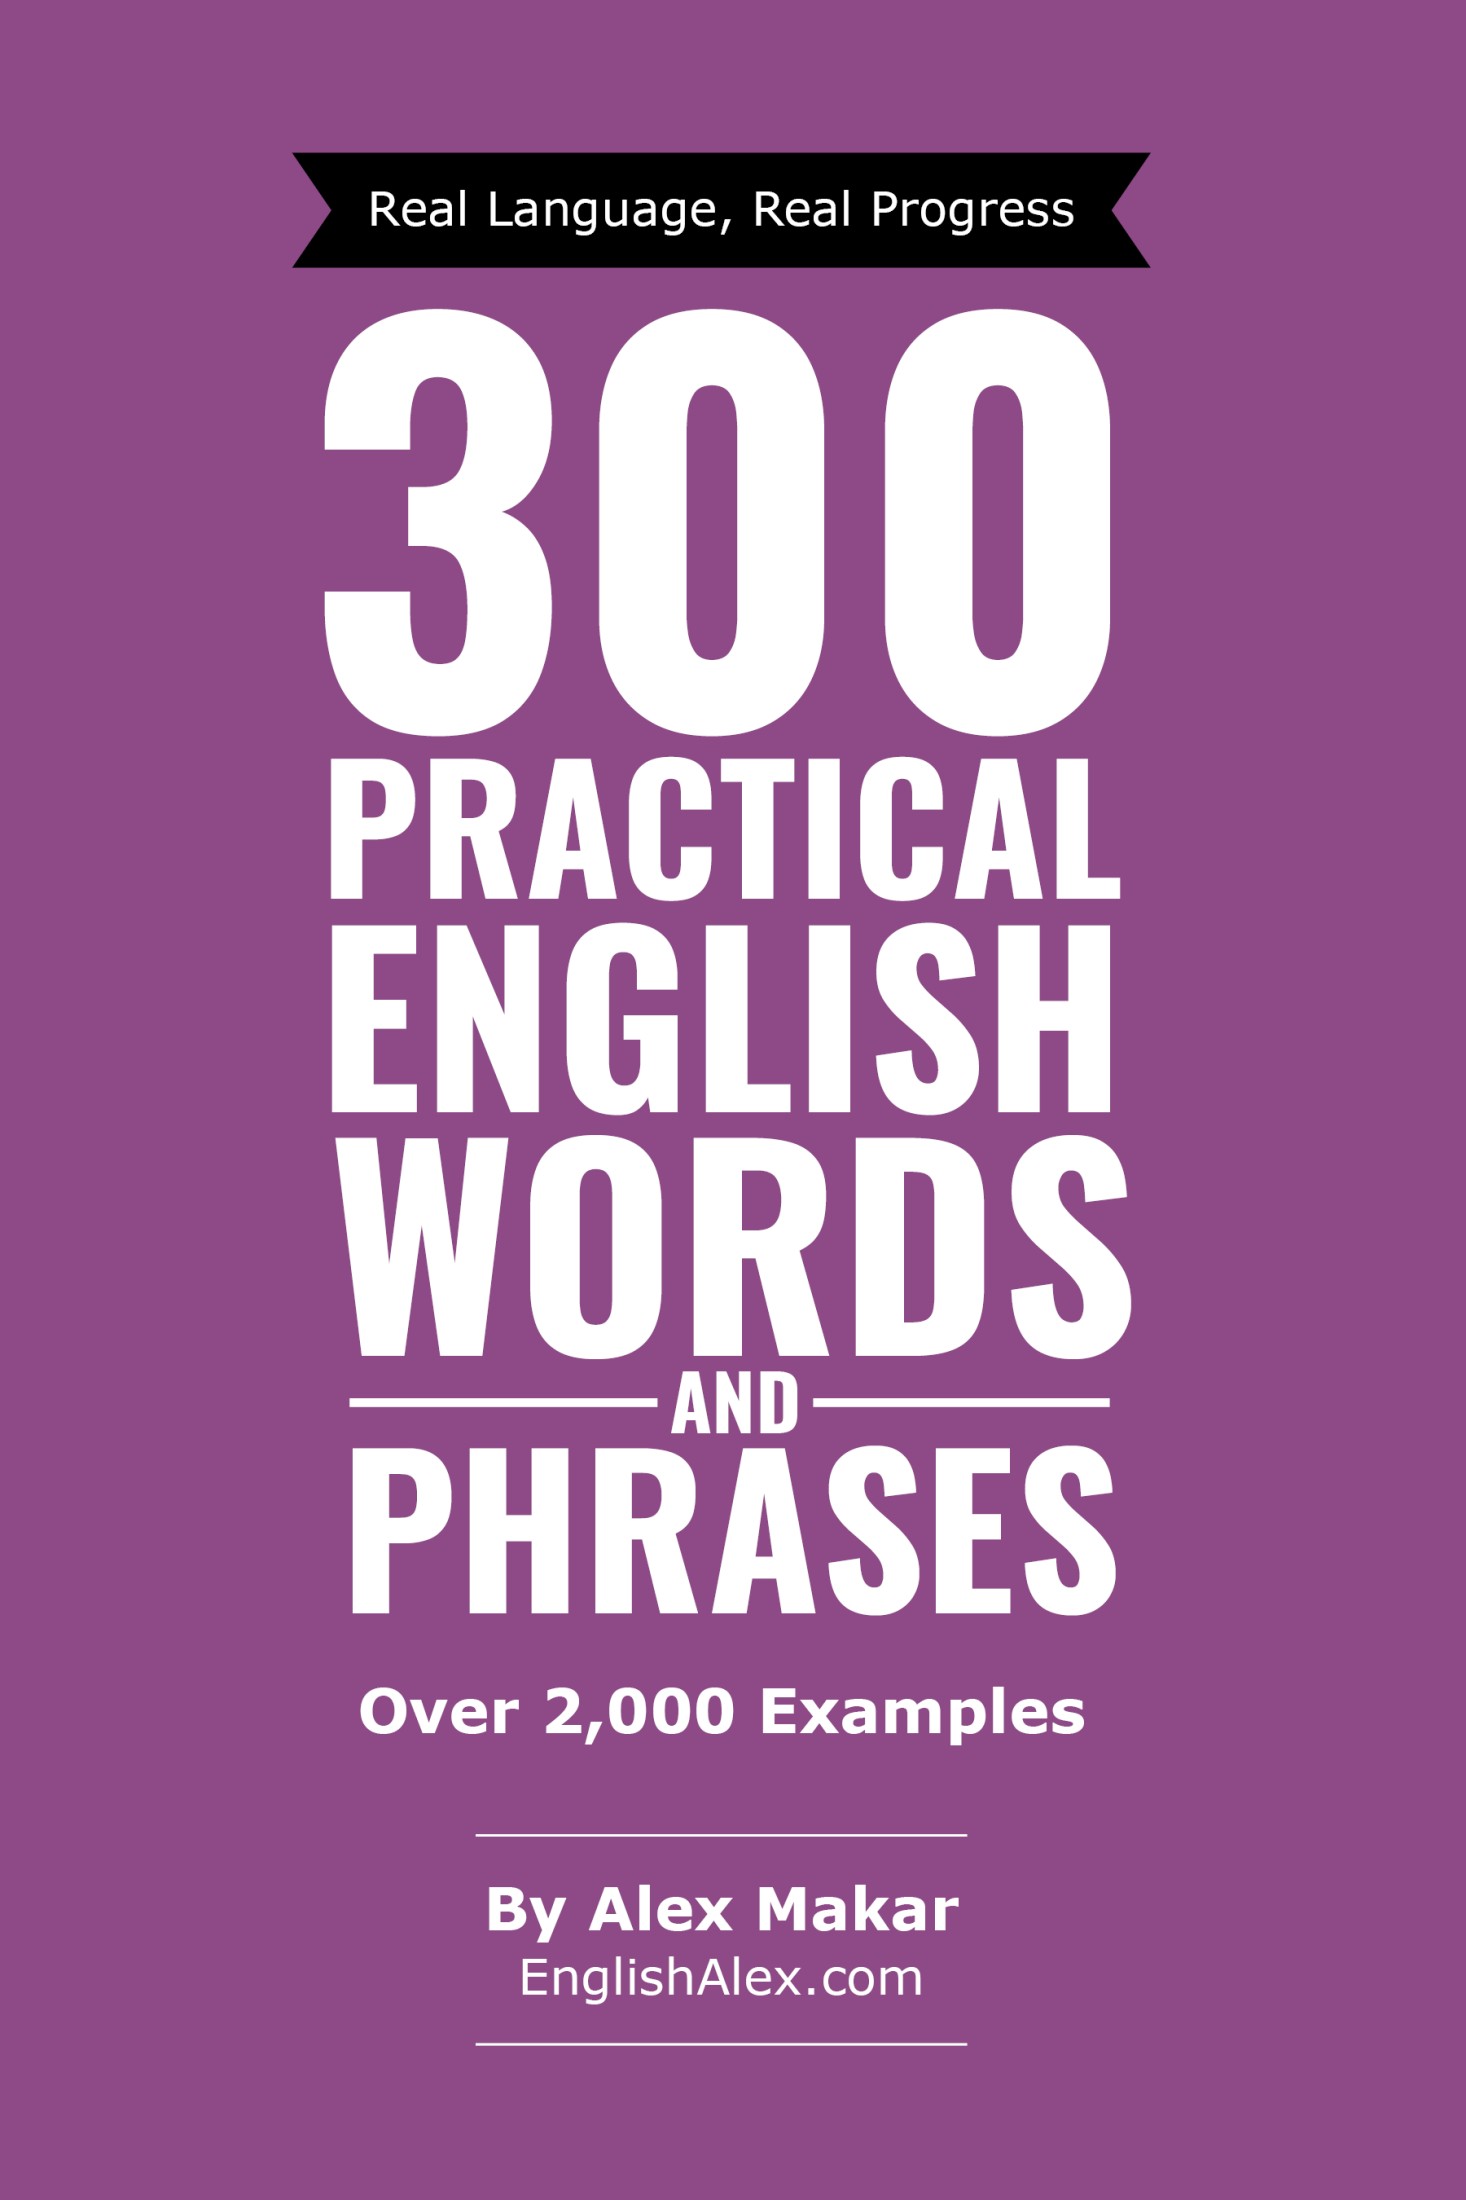 Real Language, Real Progress
300
PRACTICAL
ENGLISH
WORDS
AND
PHRASES
Over 2,000 Examples
By Alex Makar
EnglishAlex.com